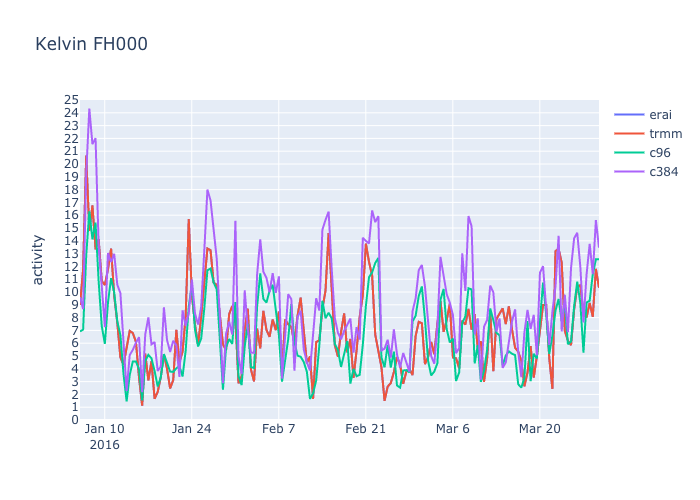 Kelvin FH000
25
24
23
22
21
20
19
18
17
16
15
14
13
12
11
10
9
8
7
6
5
4
3
2
1
0
activity
Jan 10
2016
Jan 24
Feb 7
Feb 21
Mar 6
Mar 20
erai
trmm
c96
c384